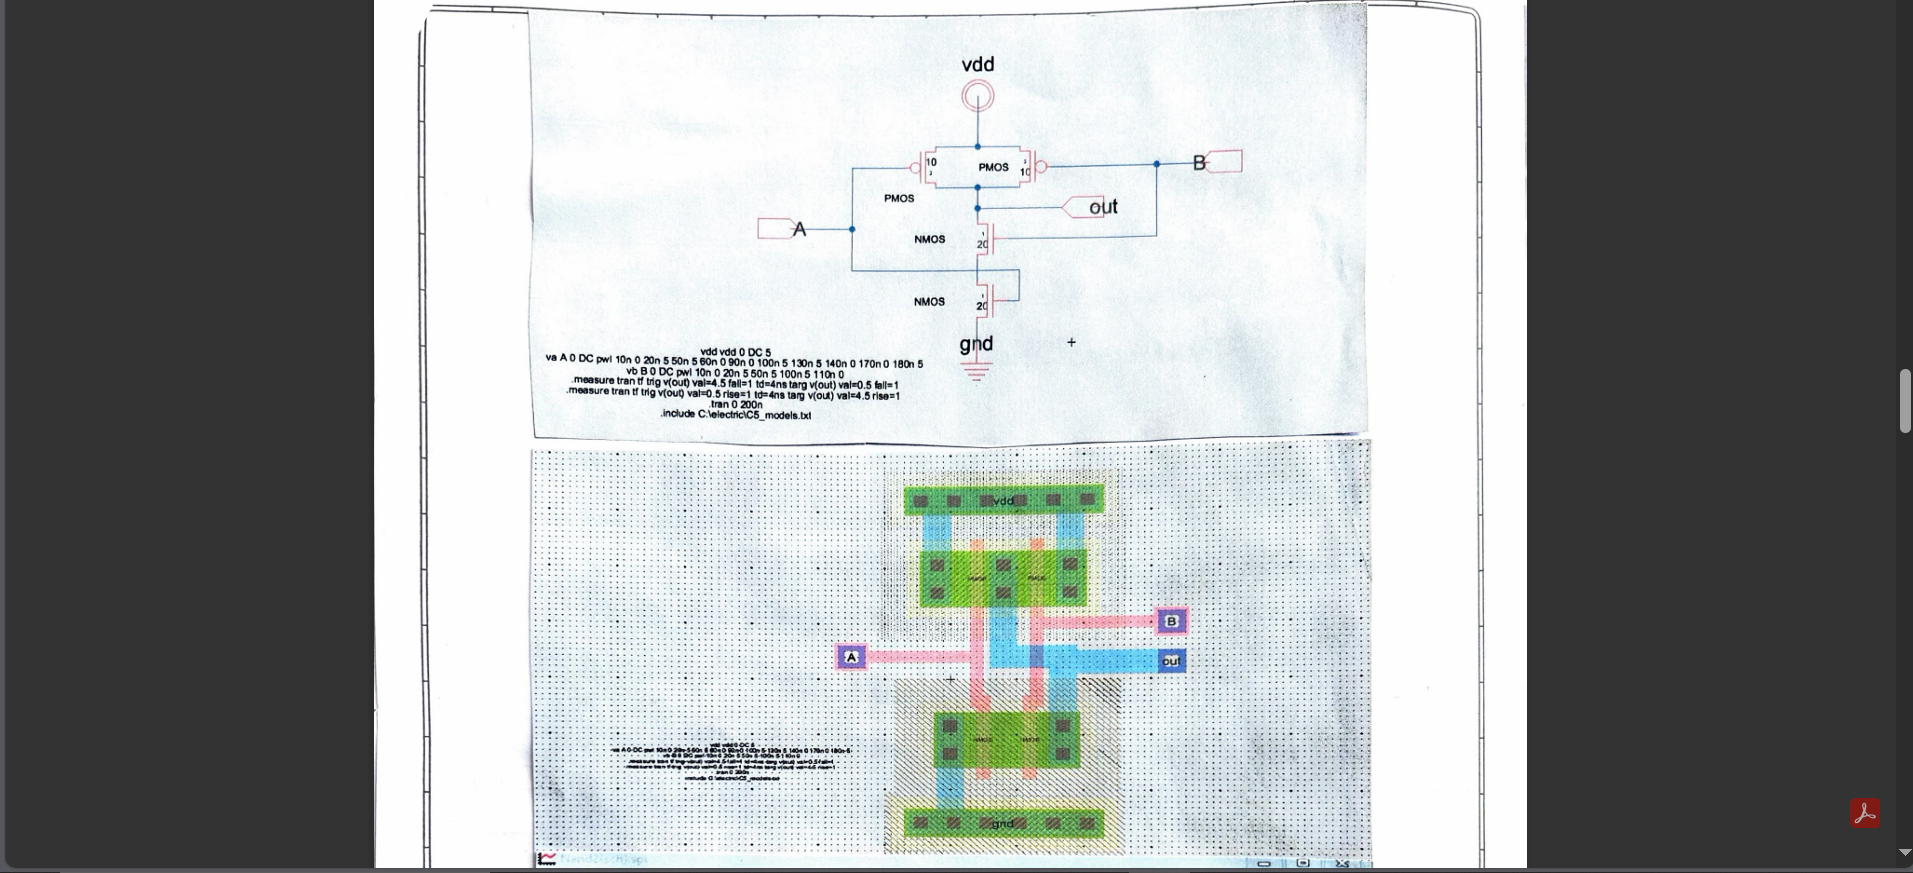 vdd
10
PMOS
10
B
PMOS
out
A
NMOS
20
NMOS
20
gnd
vdd vdd 0 DC 5
va A 0 DC pwl 10n 0 20n 5 50n 5 60n 0 90n 0 100n 5 130n 5 140n 0 170n 0 180n 5
vb B 0 DC pwl 10n 0 20n 5 50n 5 100n 5 110n 0
.measure tran tf trig v(out) val=4.5 fall=1 td=4ns targ v(out) val=0.5 fall=1
.measure tran tf trig v(out) val=0.5 rise=1 td=4ns targ v(out) val=4.5 rise=1
.tran 0 200n
.include C:\electric\C5_models.txt
vdd
PMOS
B
A
out
NMOS
gnd